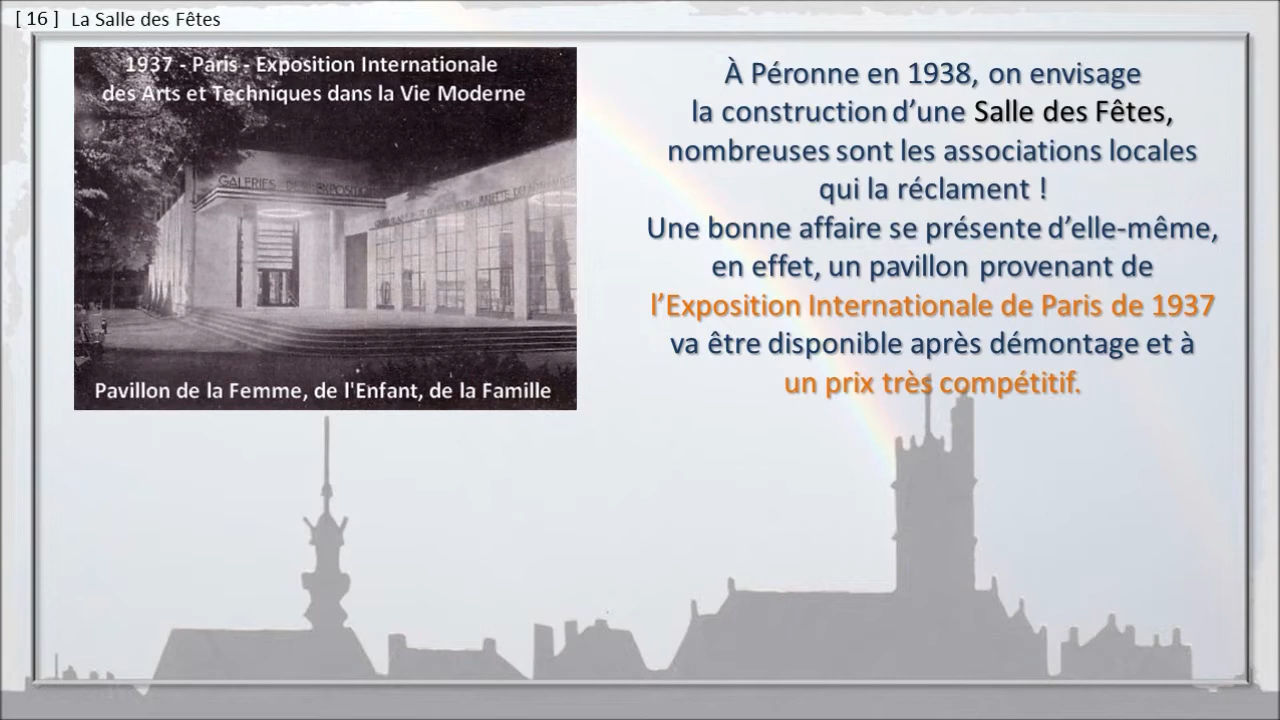 [ 16 ] La Salle des Fêtes
1937 - Paris - Exposition Internationale
des Arts et Techniques dans la Vie Moderne
GALERIES DES EXPOSITIONS
Pavillon de la Femme, de l'Enfant, de la Famille
À Péronne en 1938, on envisage
la construction d’une Salle des Fêtes,
nombreuses sont les associations locales
qui la réclament !
Une bonne affaire se présente d’elle-même,
en effet, un pavillon provenant de
l’Exposition Internationale de Paris de 1937
va être disponible après démontage et à
un prix très compétitif.